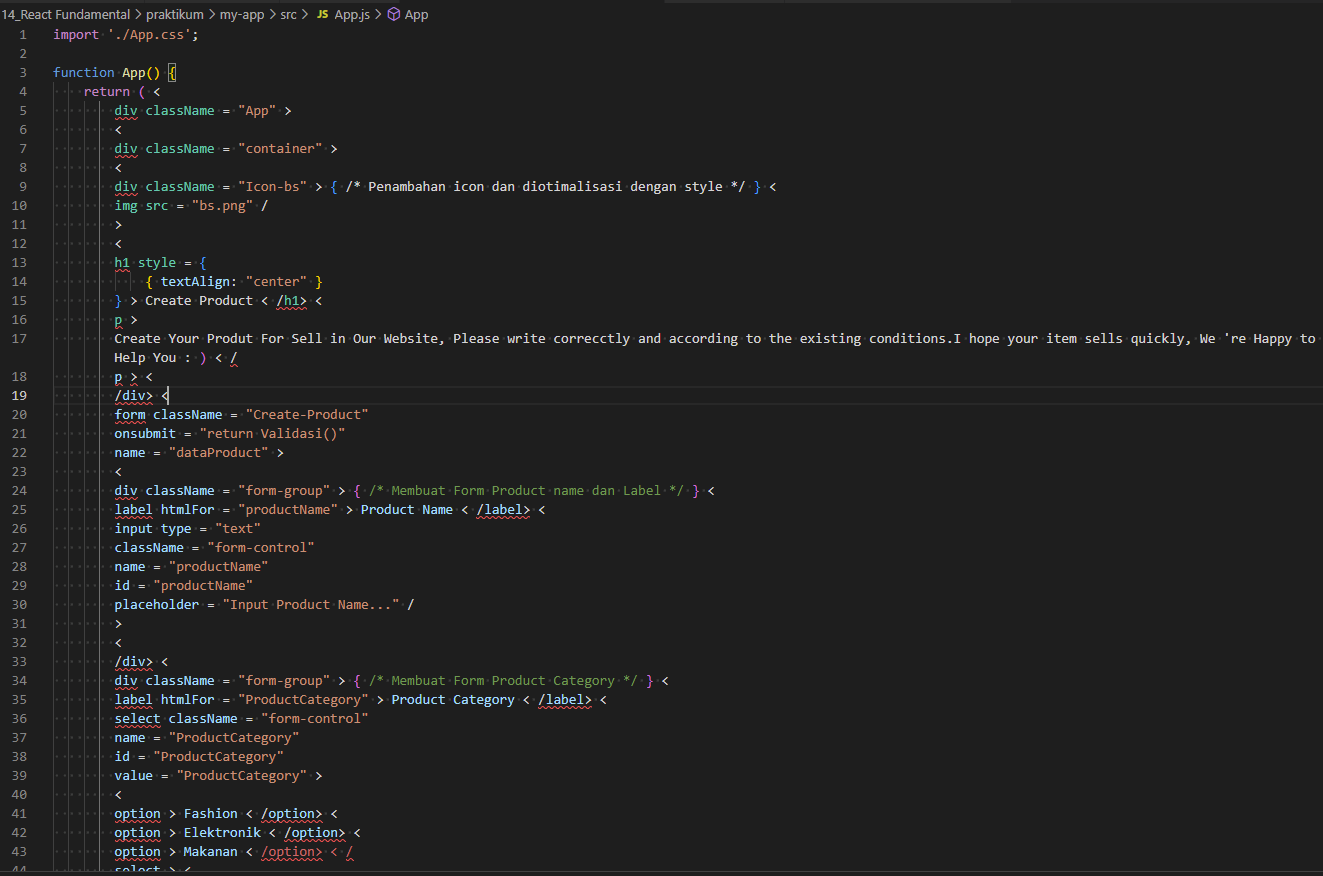 14_React Fundamental > praktikum > my-app > src > JS App.js > App
1 import './App.css';
2
3 function App() {
4 return ( <
5 div className = "App" >
6 <
7 div className = "container" >
8 <
9 div className = "Icon-bs" > { /* Penambahan icon dan diotimalisasi dengan style */ } <
10 img src = "bs.png" /
11 >
12 <
13 h1 style = {
14 { textAlign: "center" }
15 } > Create Product < /h1> <
16 p >
17 Create Your Produt For Sell in Our Website, Please write correcctly and according to the existing conditions.I hope your item sells quickly, We 're Happy to
Help You : ) < /
18 p > <
19 /div> <
20 form className = "Create-Product"
21 onsubmit = "return Validasi()"
22 name = "dataProduct" >
23 <
24 div className = "form-group" > { /* Membuat Form Product name dan Label */ } <
25 label htmlFor = "productName" > Product Name < /label> <
26 input type = "text"
27 className = "form-control"
28 name = "productName"
29 id = "productName"
30 placeholder = "Input Product Name..." /
31 >
32 <
33 /div> <
34 div className = "form-group" > { /* Membuat Form Product Category */ } <
35 label htmlFor = "ProductCategory" > Product Category < /label> <
36 select className = "form-control"
37 name = "ProductCategory"
38 id = "ProductCategory"
39 value = "ProductCategory" >
40 <
41 option > Fashion < /option> <
42 option > Elektronik < /option> <
43 option > Makanan < /option> < /
44 select > <